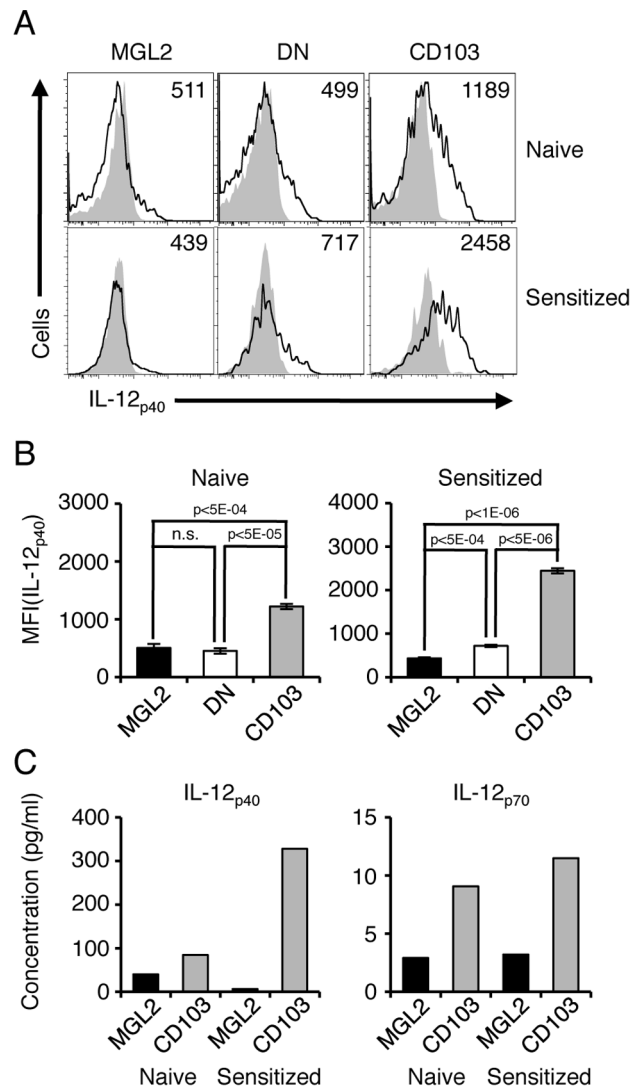 A
MGL2 DN CD103
511 499 1189
Naive
439 717 2458
Sensitized
Cells
IL-12p40
B
Naive Sensitized
MFI(IL-12p40)
3000
2000
1000
0
p<5E-04
n.s. p<5E-05
MGL2 DN CD103
4000
3000
2000
1000
0
p<1E-06
p<5E-04 p<5E-06
MGL2 DN CD103
C
IL-12p40 IL-12p70
Concentration (pg/ml)
400
300
200
100
0
MGL2 CD103 MGL2 CD103
Naive Sensitized
15
10
5
0
MGL2 CD103 MGL2 CD103
Naive Sensitized